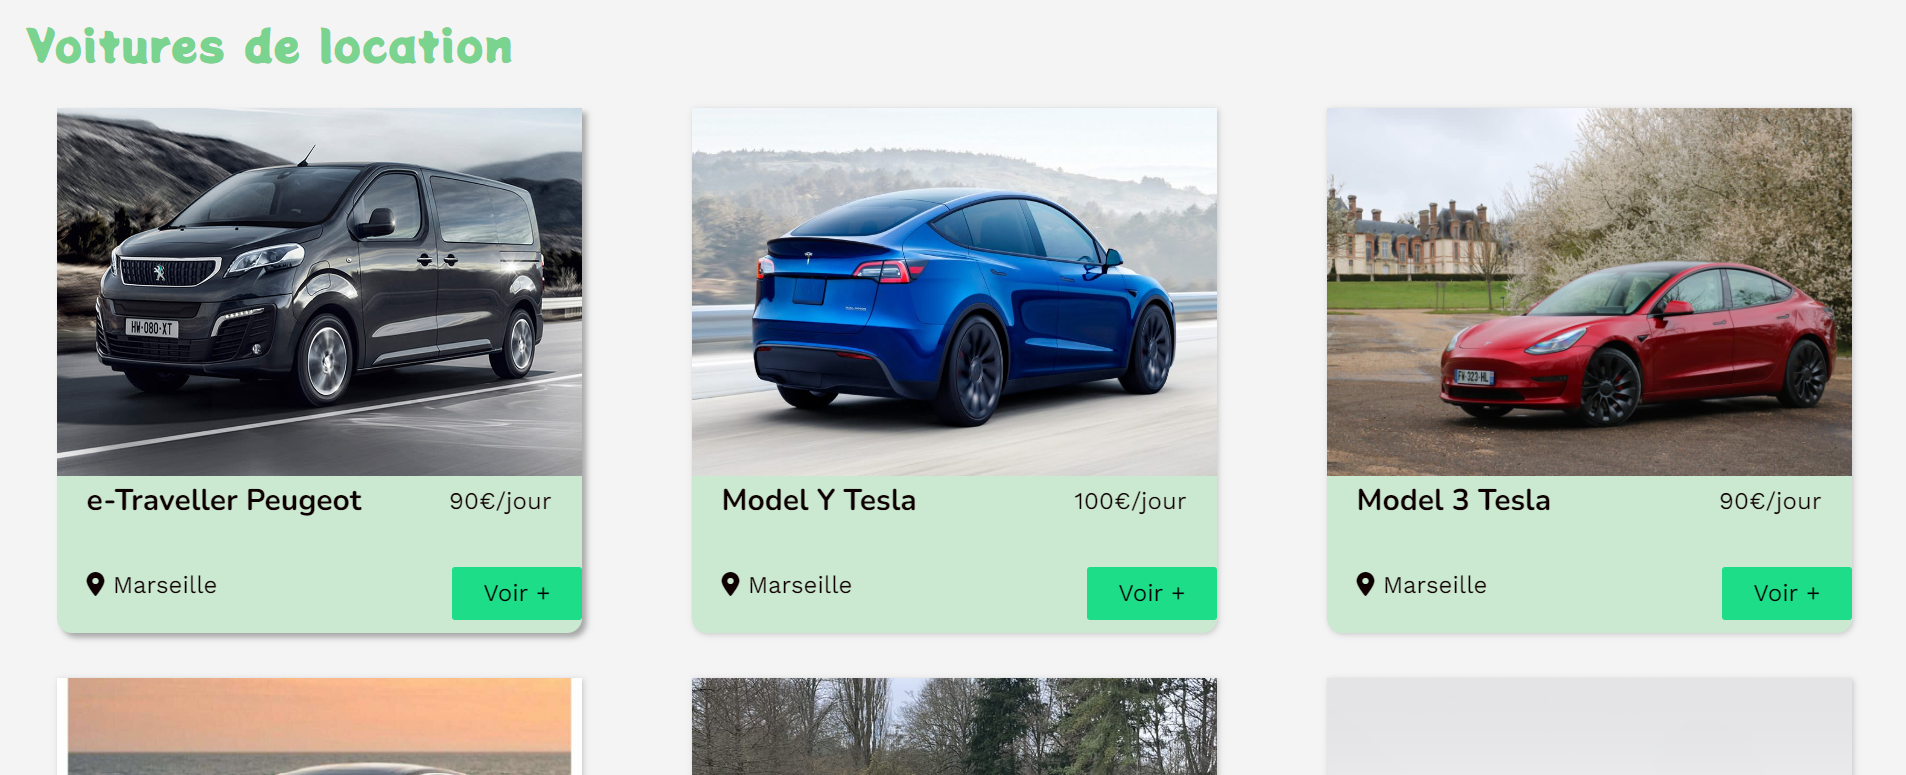 Voitures de location
HW-080-XT
FW-323-HL
e-Traveller Peugeot 90€/jour
Model Y Tesla 100€/jour
Model 3 Tesla 90€/jour
Marseille Voir +
Marseille Voir +
Marseille Voir +